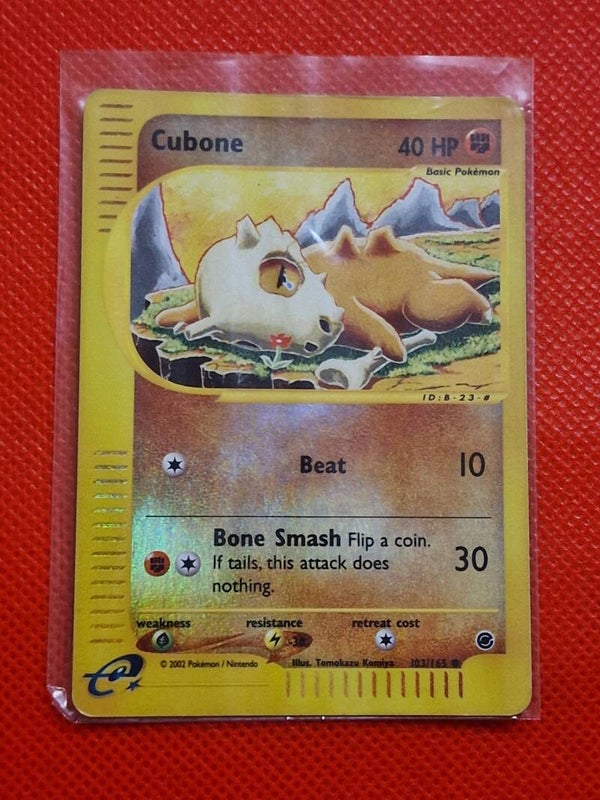 Cubone 40 HP
Basic Pokémon
ID:B-23-#
Beat 10
Bone Smash Flip a coin.
If tails, this attack does 30
nothing.
weakness resistance retreat cost
-30
© 2002 Pokémon / Nintendo Illus. Tomokazu Komiya 103/165
e